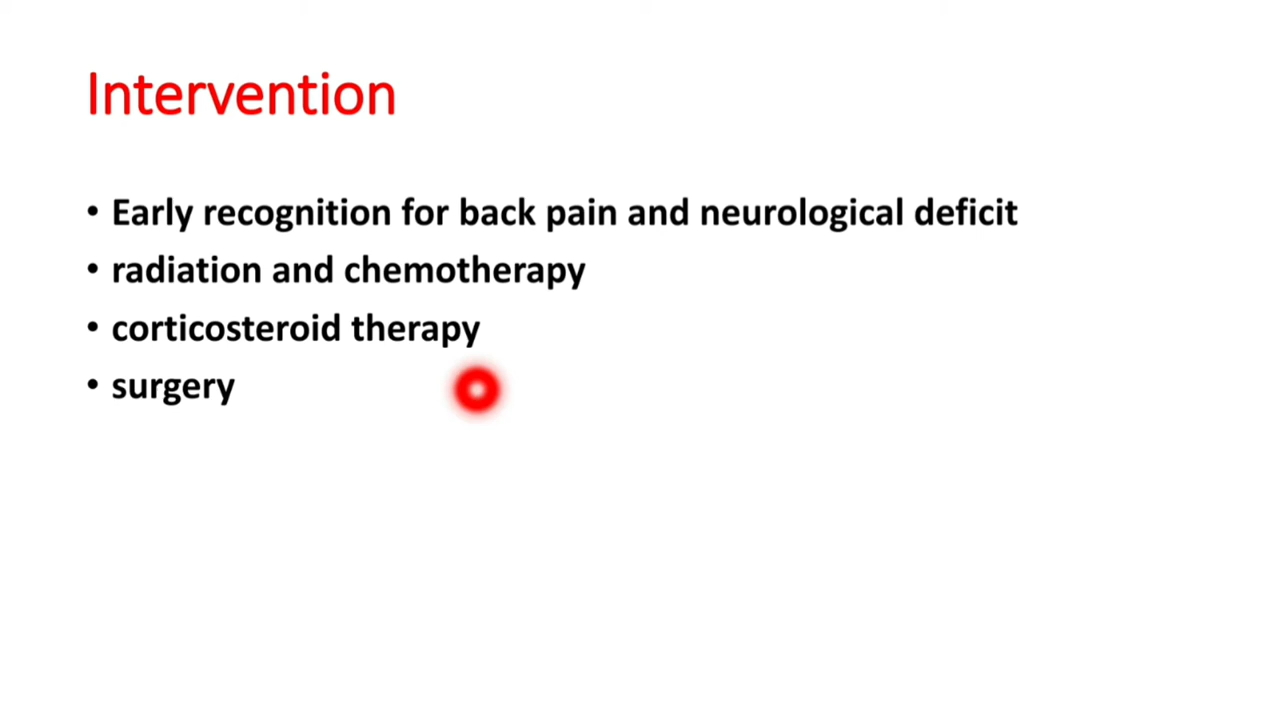 Intervention
• Early recognition for back pain and neurological deficit
• radiation and chemotherapy
• corticosteroid therapy
• surgery